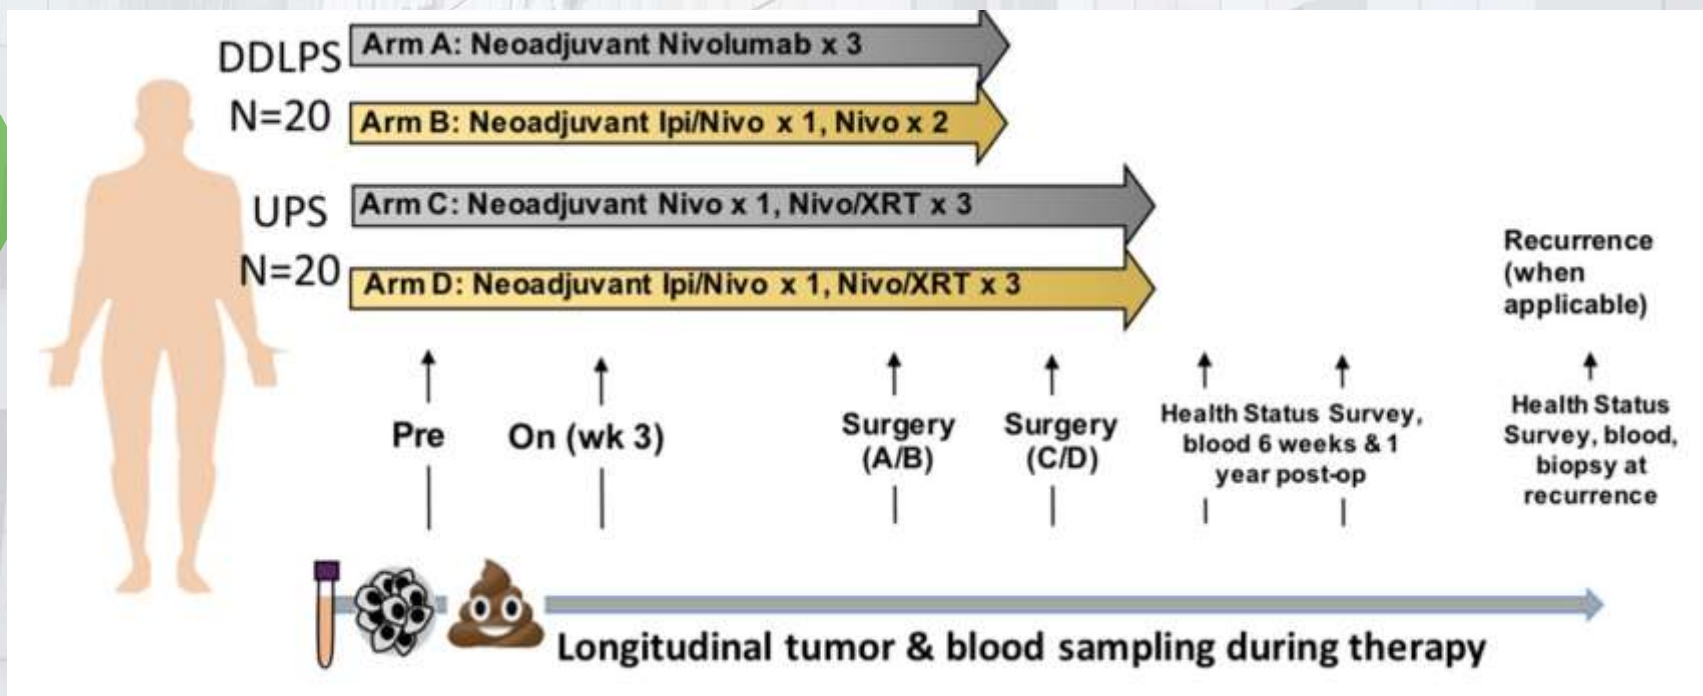 DDLPS
N=20
Arm A: Neoadjuvant Nivolumab x 3
Arm B: Neoadjuvant Ipi/Nivo x 1, Nivo x 2
UPS
N=20
Arm C: Neoadjuvant Nivo x 1, Nivo/XRT x 3
Arm D: Neoadjuvant Ipi/Nivo x 1, Nivo/XRT x 3
Recurrence
(when
applicable)
Pre
On (wk 3)
Surgery
(A/B)
Surgery
(C/D)
Health Status Survey,
blood 6 weeks & 1
year post-op
Health Status
Survey, blood,
biopsy at
recurrence
Longitudinal tumor & blood sampling during therapy